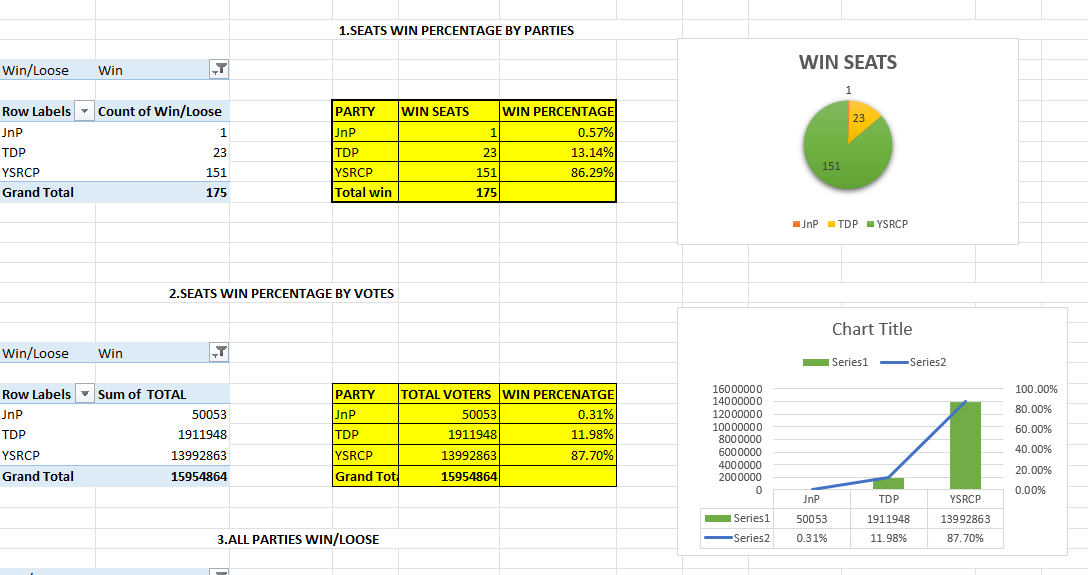 1.SEATS WIN PERCENTAGE BY PARTIES
Win/Loose Win
Row Labels Count of Win/Loose
JnP 1
TDP 23
YSRCP 151
Grand Total 175
PARTY WIN SEATS WIN PERCENTAGE
JnP 1 0.57%
TDP 23 13.14%
YSRCP 151 86.29%
Total win 175
WIN SEATS
1
23
151
JnP TDP YSRCP
2.SEATS WIN PERCENTAGE BY VOTES
Win/Loose Win
Row Labels Sum of TOTAL
JnP 50053
TDP 1911948
YSRCP 13992863
Grand Total 15954864
PARTY TOTAL VOTERS WIN PERCENATGE
JnP 50053 0.31%
TDP 1911948 11.98%
YSRCP 13992863 87.70%
Grand Tota 15954864
Chart Title
Series1 Series2
16000000 100.00%
14000000
12000000 80.00%
10000000
8000000 60.00%
6000000 40.00%
4000000
2000000 20.00%
0 0.00%
JnP TDP YSRCP
Series1 50053 1911948 13992863
Series2 0.31% 11.98% 87.70%
3.ALL PARTIES WIN/LOOSE